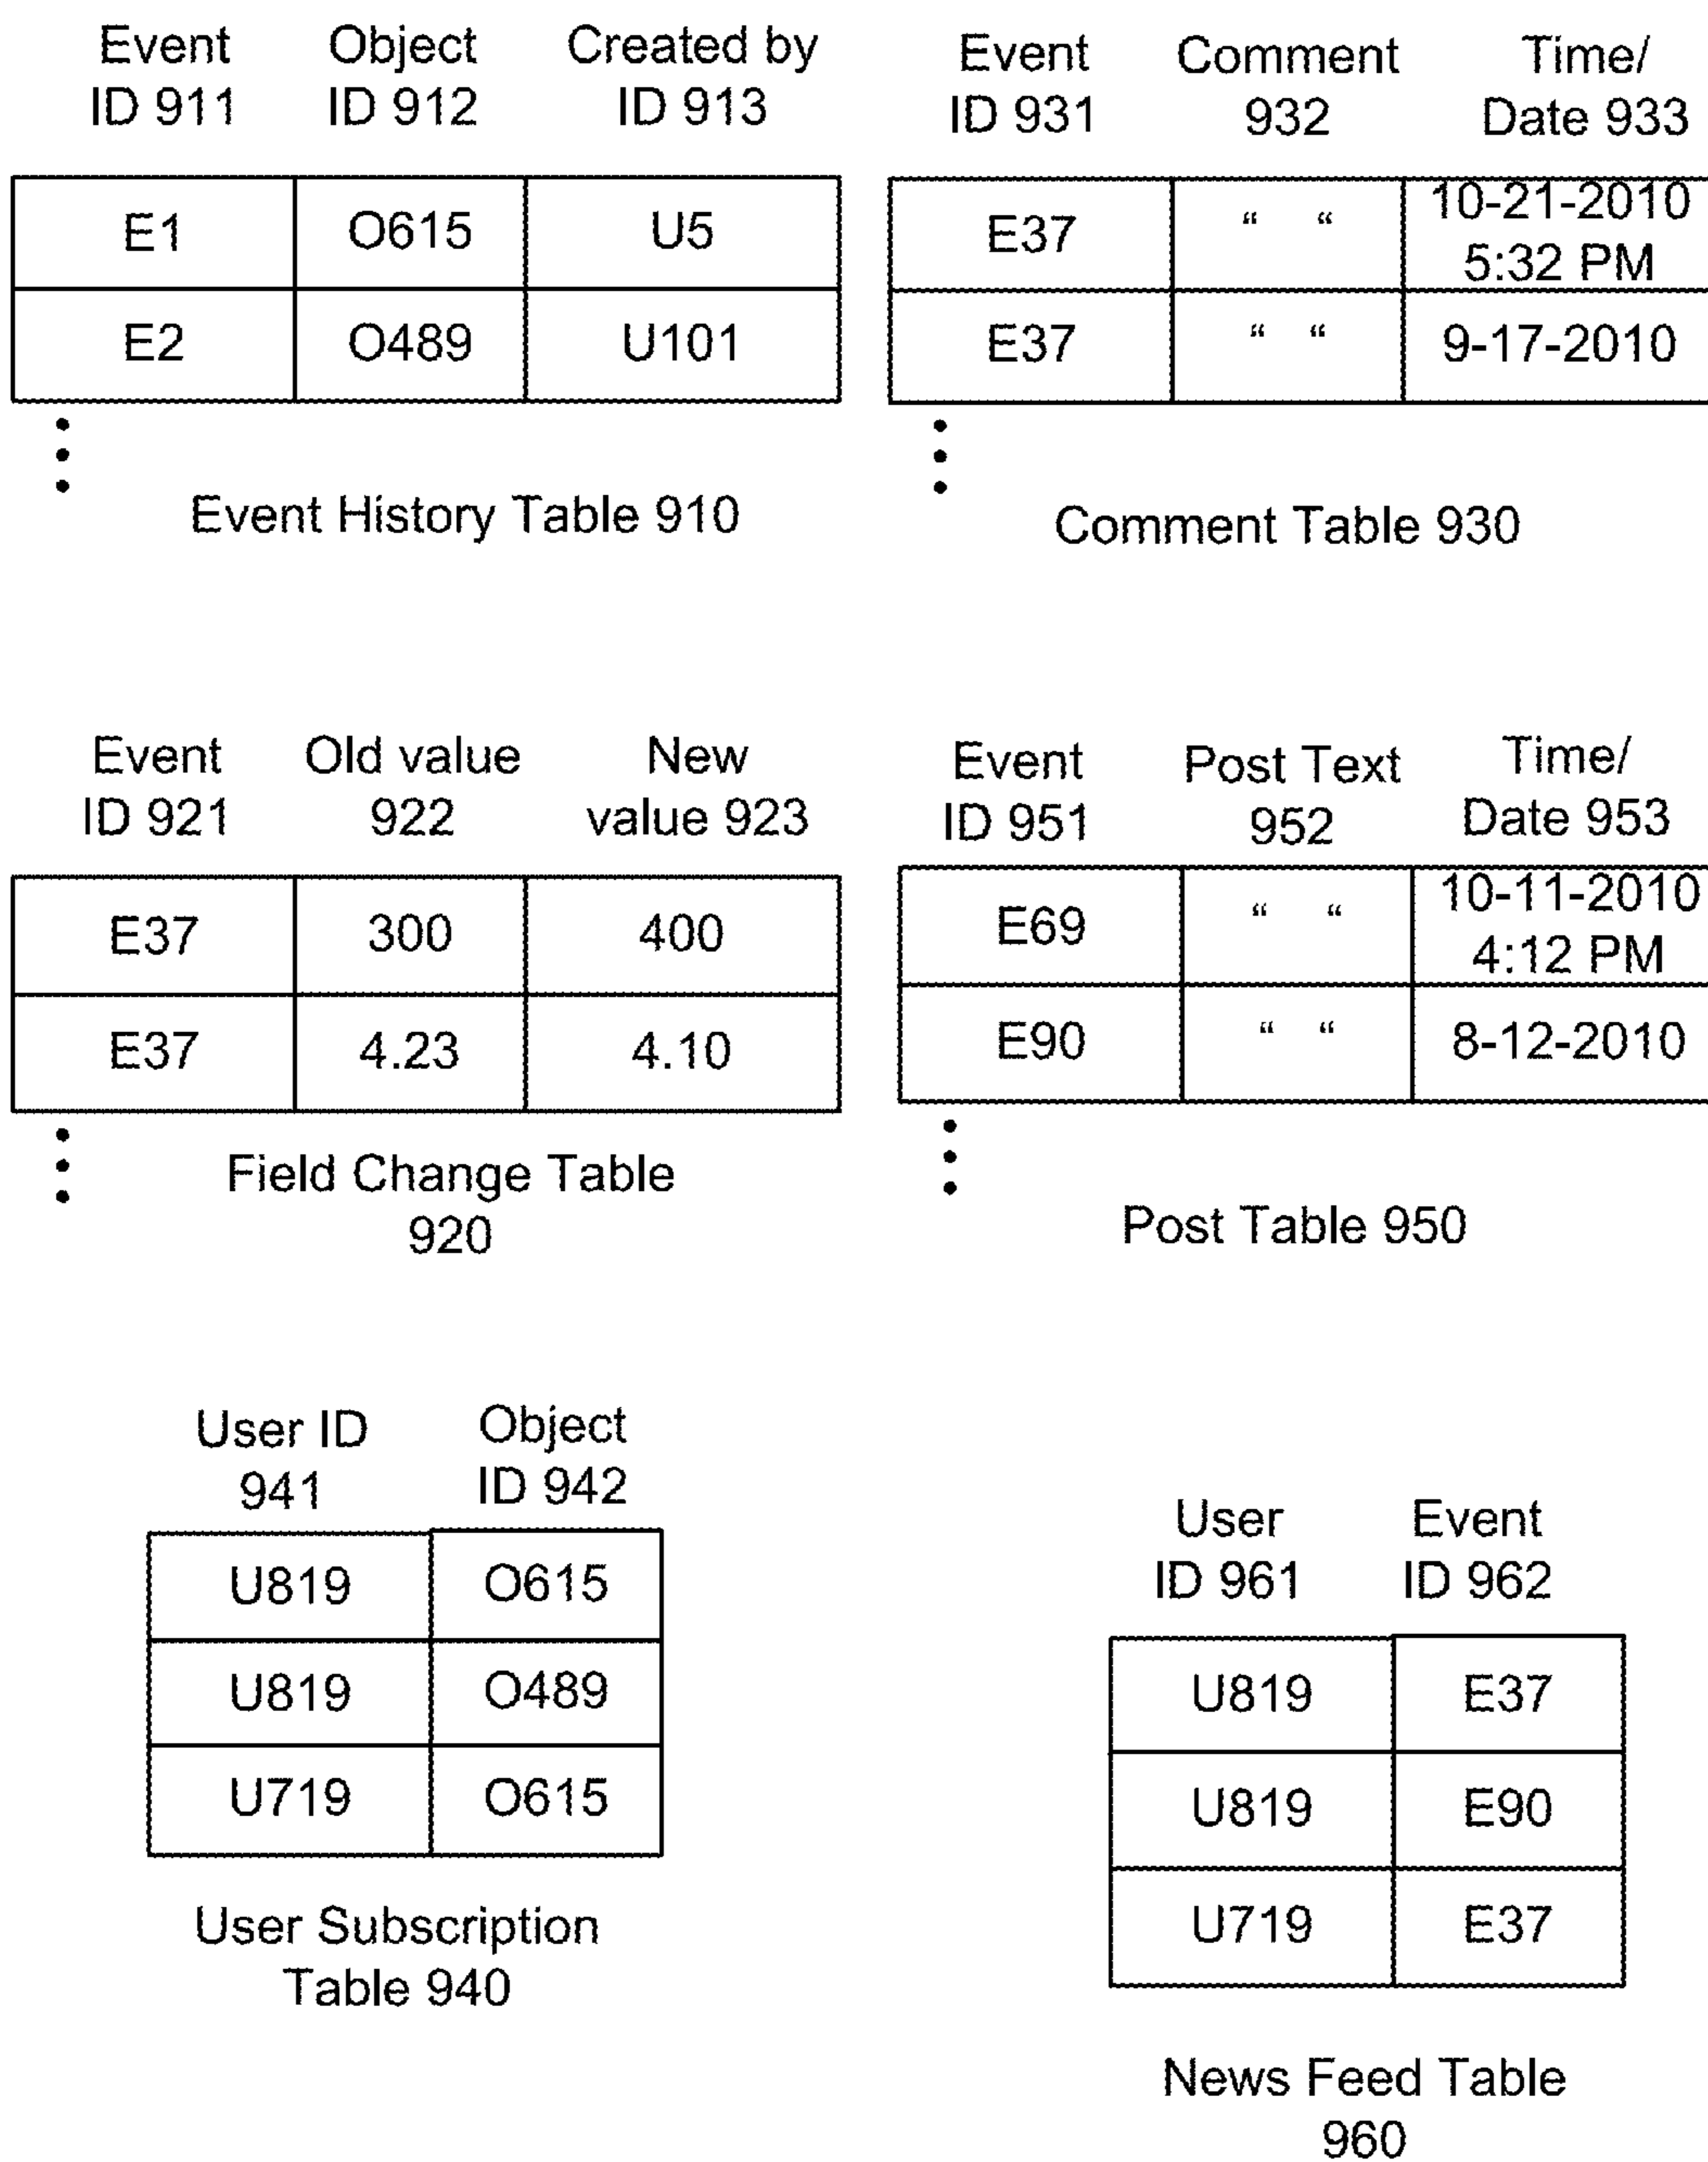 Event Object Created by
ID 911 ID 912 ID 913
E1 O615 U5
E2 O489 U101
Event History Table 910
Event Comment Time/
ID 931 932 Date 933
E37 “ “ 10-21-2010
5:32 PM
E37 “ “ 9-17-2010
Comment Table 930
Event Old value New
ID 921 922 value 923
E37 300 400
E37 4.23 4.10
Field Change Table
920
Event Post Text Time/
ID 951 952 Date 953
E69 “ “ 10-11-2010
4:12 PM
E90 “ “ 8-12-2010
Post Table 950
User ID Object
941 ID 942
U819 O615
U819 O489
U719 O615
User Subscription
Table 940
User Event
ID 961 ID 962
U819 E37
U819 E90
U719 E37
News Feed Table
960